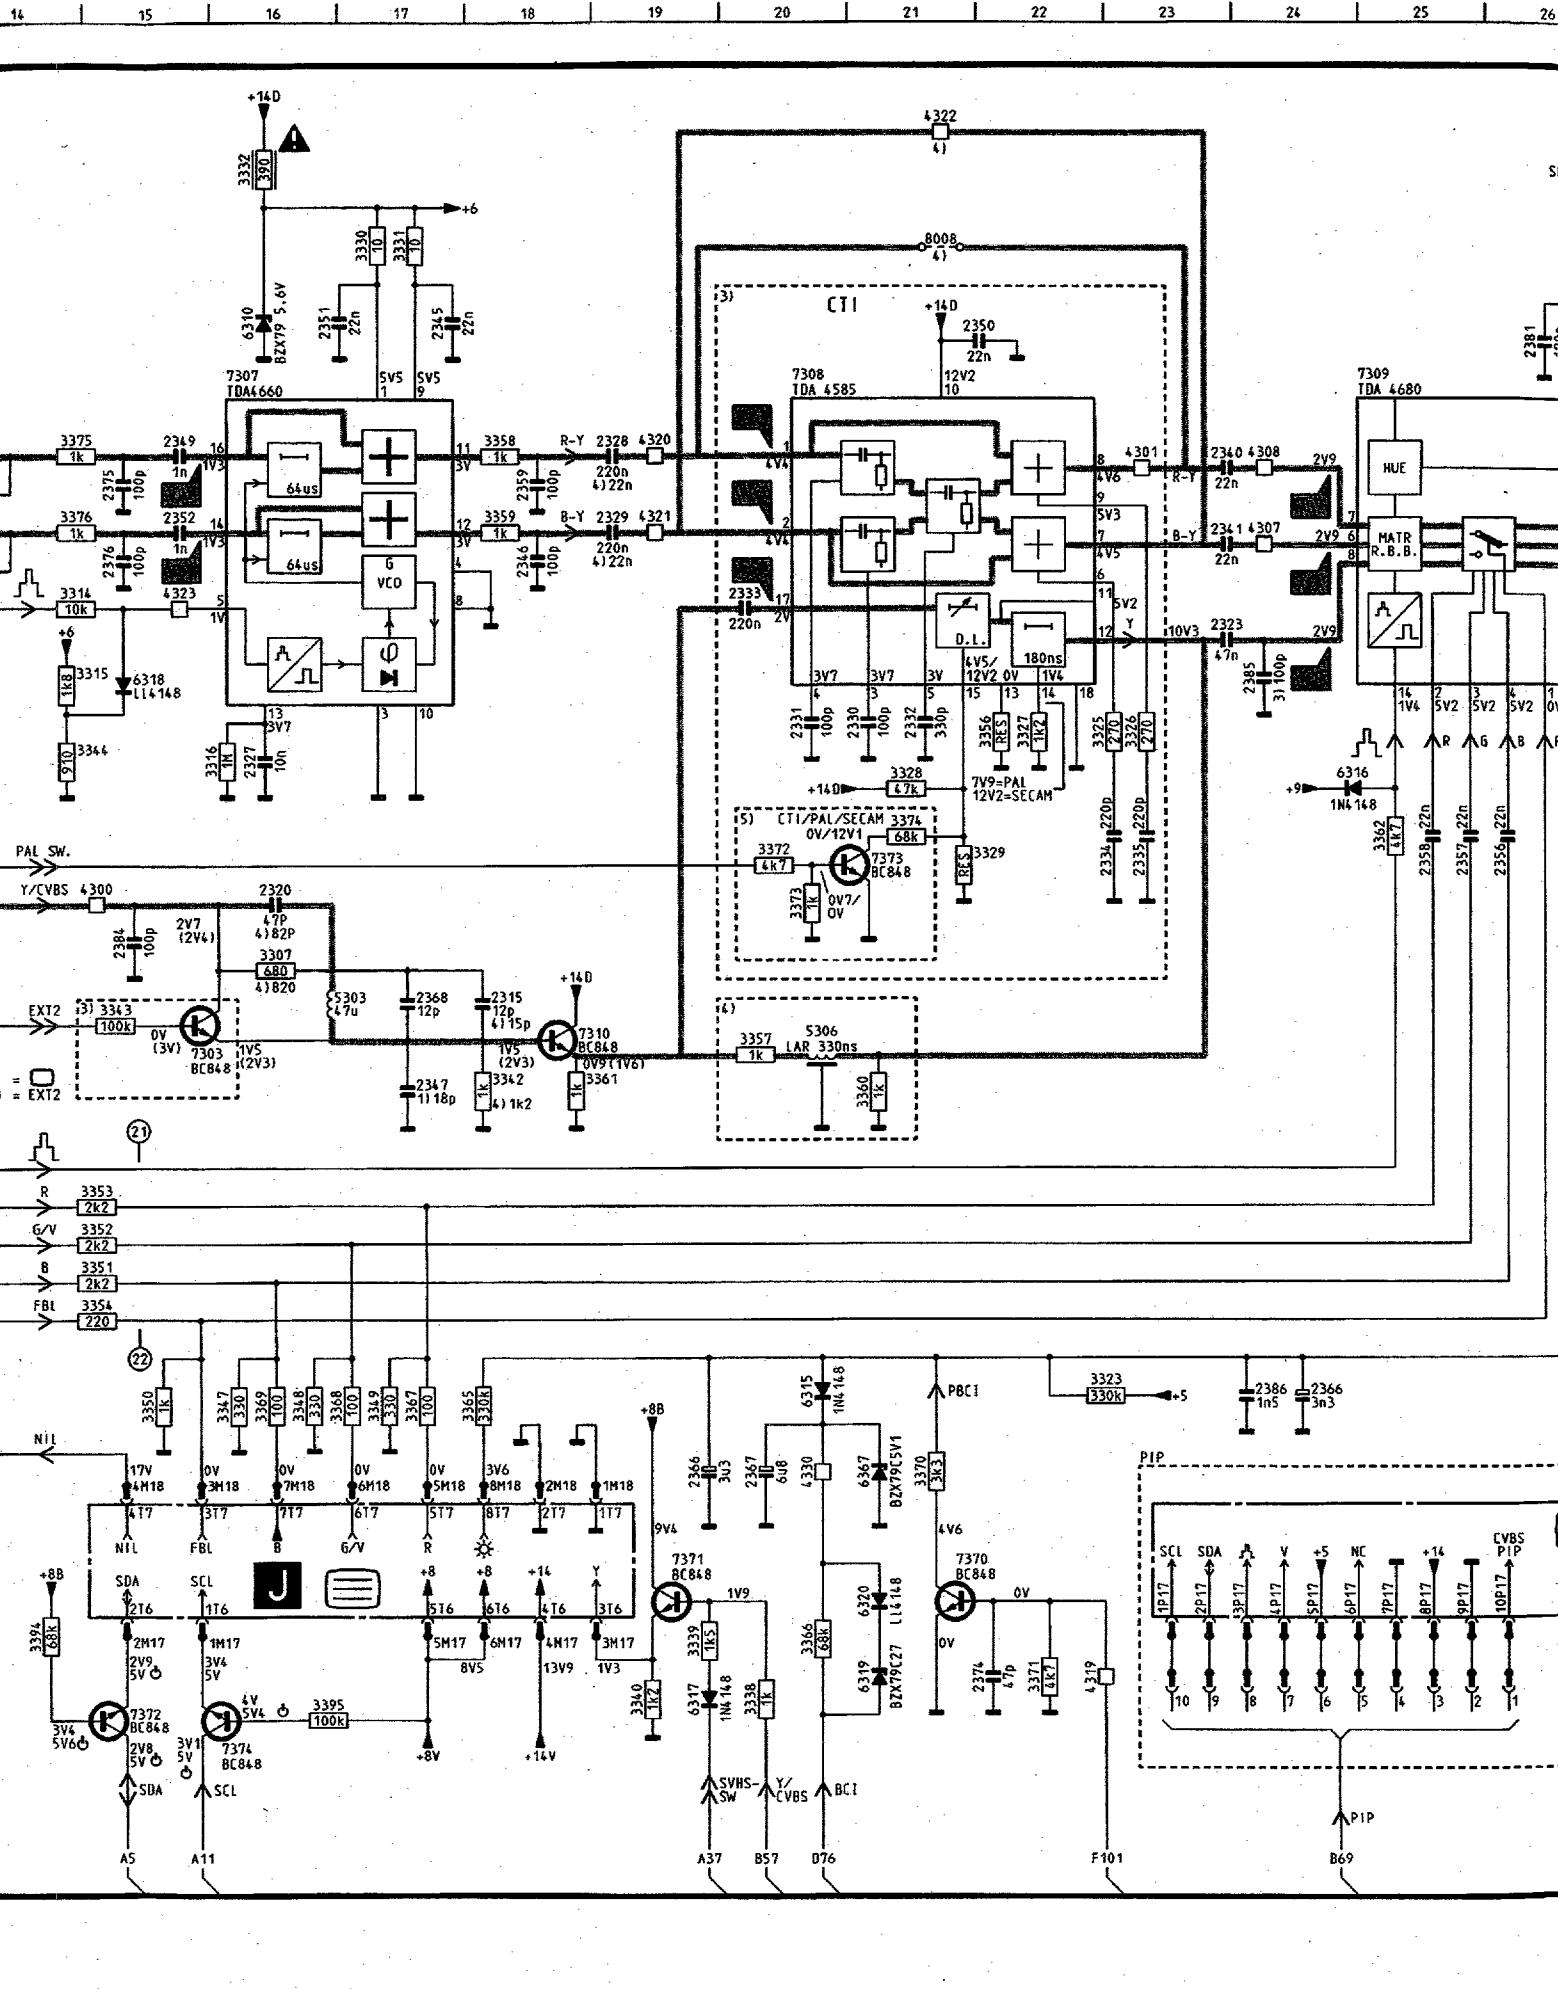 14 15 16 17 18 19 20 21 22 23 24 25 26
+14D
3332
390
+6
3330
10
3331
10
6310
BZX79 5.6V
2351
22n
2345
22n
7307
TDA4660
5V5
1
5V5
9
3375
1k
2349
1n
16
1V3
2375
100p
64us
11
3V
3358
1k
R-Y
2328
220n
4)22n
4320
2359
100p
3376
1k
2352
1n
14
1V3
2376
100p
64us
12
3V
3359
1k
B-Y
2329
220n
4)22n
4321
2346
100p
G
VCO
4
8
3314
10k
4323
5
1V
+6
3315
1k8
6318
LL4148
3344
910
13
3V7
3
10
3316
1M
2327
10n
4322
4)
8008
4)
3)
CTI
+14D
2350
22n
7308
TDA 4585
12V2
10
1
4V4
2
4V4
2333
220n
17
2V
D.L.
180ns
8
4V6
9
5V3
7
4V5
6
11
5V2
12
Y
10V3
4301
R-Y
2340
22n
4308
2V9
B-Y
2341
22n
4307
2V9
2323
47n
2V9
2385
3)100p
3V7
4
3V7
3
3V
5
4V5/
12V2
15
0V
13
1V4
14
18
2331
100p
2330
100p
2332
330p
3356
RES
3327
1k2
3325
270
3326
270
+14D
3328
47k
7V9=PAL
12V2=SECAM
5)
CTI/PAL/SECAM
0V/12V1
3374
68k
3372
4k7
7373
BC848
3373
1k
0V7/
0V
3329
RES
2334
220p
2335
220p
7309
TDA 4680
2381
HUE
7
6
8
MATR
R.B.B.
14
1V4
2
5V2
3
5V2
4
5V2
R
G
B
+9
6316
1N4148
3362
4k7
2358
22n
2357
22n
2356
22n
PAL SW.
Y/CVBS
4300
2384
100p
2V7
(2V4)
2320
47P
4)82P
3307
680
4)820
5303
47u
2368
12p
2315
12p
4)15p
+14D
EXT2
3)
3343
100k
0V
(3V)
7303
BC848
1V5
(2V3)
1V5
(2V3)
7310
BC848
0V9(1V6)
2347
1)18p
3342
1k
4)1k2
3361
1k
4)
3357
1k
5306
LAR 330ns
3360
1k
=
= EXT2
21
R
3353
2k2
G/V
3352
2k2
B
3351
2k2
FBL
3354
220
22
3350
1k
3347
330
3369
100
3348
330
3368
100
3349
330
3367
100
3365
330k
NIL
17V
4M18
0V
3M18
0V
7M18
0V
6M18
0V
5M18
3V6
8M18
2M18
1M18
4T7 3T7 7T7 6T7 5T7 8T7 2T7 1T7
NIL FBL B G/V R
J
SDA SCL +8 +8 +14 Y
2T6 1T6 5T6 6T6 4T6 3T6
2M17 1M17 5M17 6M17 4M17 3M17
+8B
3394
68k
2V9
5V
3V4
5V
8V5
13V9
1V3
7372
BC848
3V4
5V6
2V8
5V
4V
5V4
3395
100k
7374
BC848
3V1
5V
+8V
+14V
SDA
SCL
A5
A11
+8B
9V4
7371
BC848
3340
1k2
2366
3u3
2367
6u8
1V9
3339
1k5
6317
1N4148
3338
1k
SVHS-
SW
Y/
CVBS
BCI
A37
B57
D76
6315
1N4148
4330
6367
BZX79C5V1
3366
68k
6320
LL4148
6319
BZX79C27
PBCI
3370
3k3
4V6
7370
BC848
0V
0V
2374
47p
3371
4k7
4319
F101
3323
330k
+5
2386
1n5
2366
3n3
PIP
SCL SDA V +5 NC +14 CVBS
PIP
1P17 2P17 3P17 4P17 5P17 6P17 7P17 8P17 9P17 10P17
10 9 8 7 6 5 4 3 2 1
PIP
B69